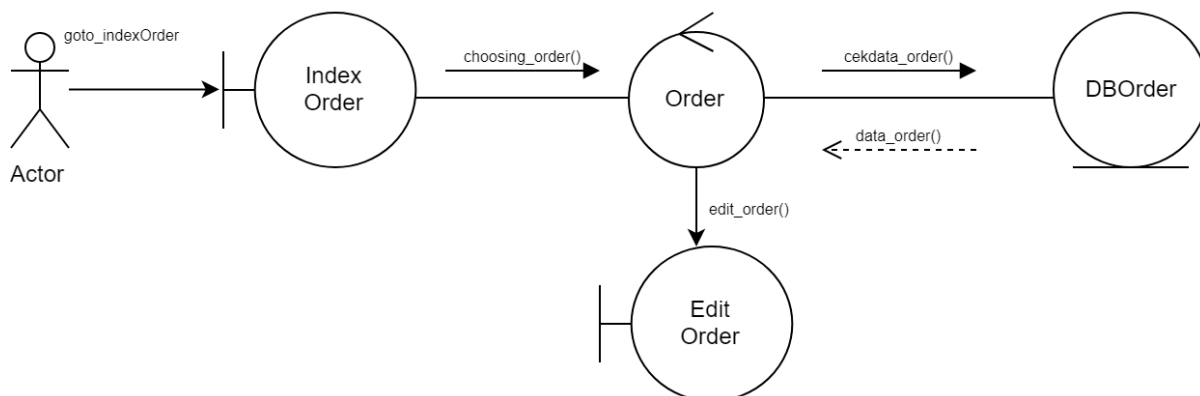 goto_indexOrder
Actor
Index
Order
choosing_order()
Order
cekdata_order()
DBOrder
data_order()
edit_order()
Edit
Order